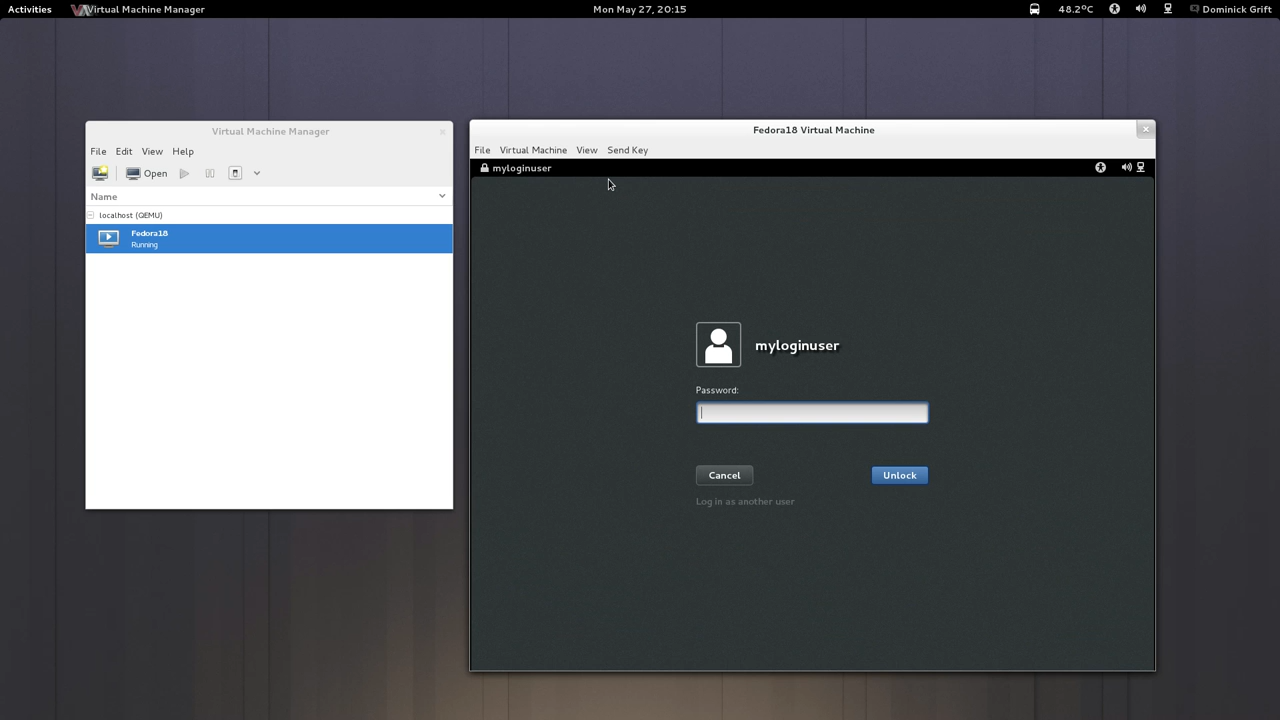 Activities Virtual Machine Manager Mon May 27, 20:15 48.2°C Dominick Grift
Virtual Machine Manager
File Edit View Help
Open
Name
localhost (QEMU)
Fedora18
Running
Fedora18 Virtual Machine
File Virtual Machine View Send Key
myloginuser
myloginuser
Password:
Cancel Unlock
Log in as another user